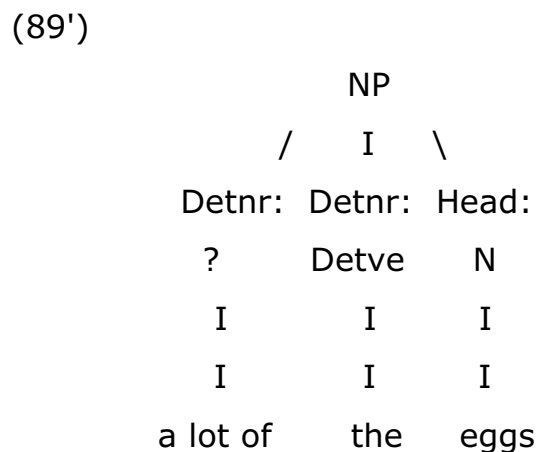 (89')
NP
/ I \
Detnr: Detnr: Head:
? Detve N
I I I
I I I
a lot of the eggs